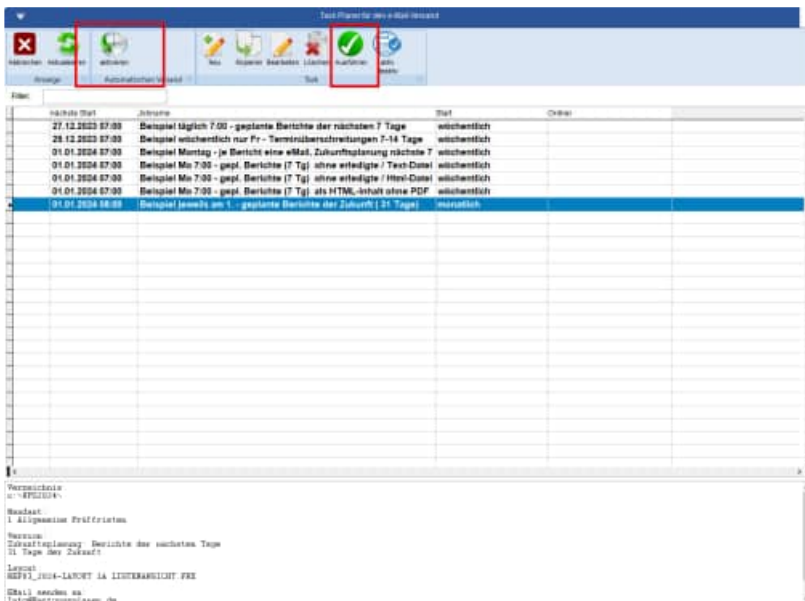 Task Planer für den e-Mail-Versand
Aktualisieren aktivieren Neu Kopieren Bearbeiten Löschen Ausführen
Anzeige Automatischer Versand Task
Filter:
nächste Start Jobname Start Ordner
27.12.2023 07:00 Beispiel täglich 7:00 - geplante Berichte der nächsten 7 Tage wöchentlich
29.12.2023 07:00 Beispiel wöchentlich nur Fr - Terminüberschreitungen 7-14 Tage wöchentlich
01.01.2024 07:00 Beispiel Montag - je Bericht eine eMail, Zukunftsplanung nächste 7 wöchentlich
01.01.2024 07:00 Beispiel Mo 7:00 - gepl. Berichte (7 Tg) ohne erledigte / Text-Datei wöchentlich
01.01.2024 07:00 Beispiel Mo 7:00 - gepl. Berichte (7 Tg) ohne erledigte / Html-Datei wöchentlich
01.01.2024 07:00 Beispiel Mo 7:00 - gepl. Berichte (7 Tg) als HTML-Inhalt ohne PDF wöchentlich
01.01.2024 08:00 Beispiel jeweils am 1. - geplante Berichte der Zukunft ( 31 Tage) monatlich
Verzeichnis
Mandant
1 Allgemeine Prüffristen
Version
Zukunftsplanung: Berichte der nächsten Tage
31 Tage der Zukunft
Layout
EMail senden an